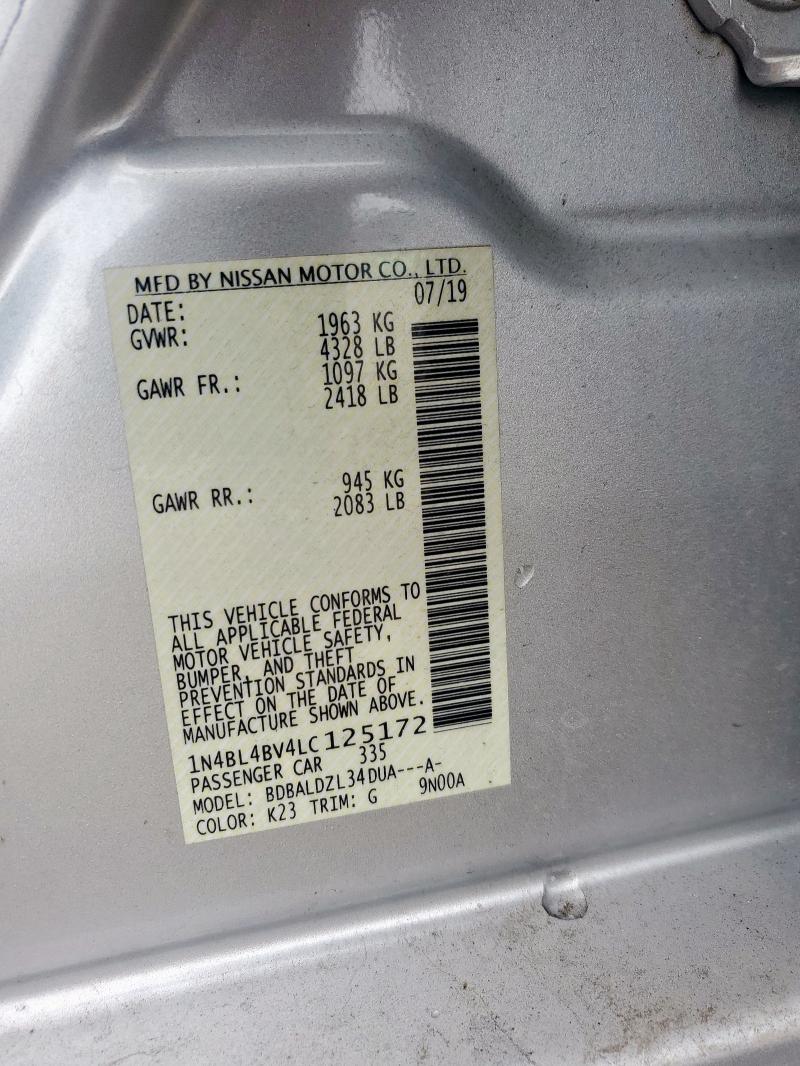 MFD BY NISSAN MOTOR CO., LTD.
DATE: 07/19
GVWR: 1963 KG
4328 LB
GAWR FR.: 1097 KG
2418 LB
GAWR RR.: 945 KG
2083 LB
THIS VEHICLE CONFORMS TO
ALL APPLICABLE FEDERAL
MOTOR VEHICLE SAFETY,
BUMPER, AND THEFT
PREVENTION STANDARDS IN
EFFECT ON THE DATE OF
MANUFACTURE SHOWN ABOVE.
1N4BL4BV4LC125172
PASSENGER CAR 335
MODEL: BDBALDZL34DUA---A-
COLOR: K23 TRIM: G 9N00A